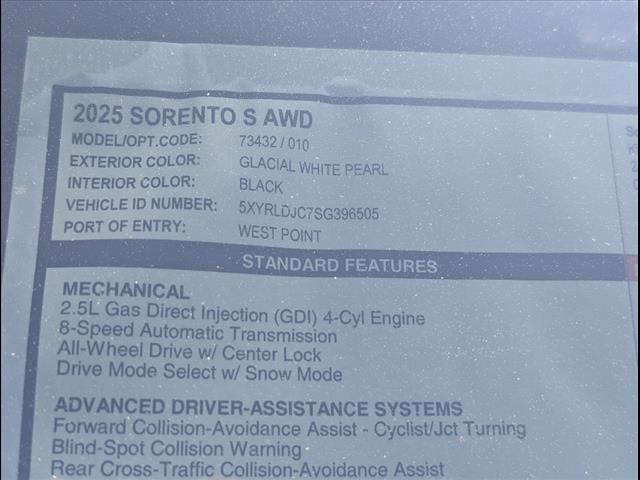 2025 SORENTO S AWD
MODEL/OPT.CODE: 73432 / 010
EXTERIOR COLOR: GLACIAL WHITE PEARL
INTERIOR COLOR: BLACK
VEHICLE ID NUMBER: 5XYRLDJC7SG396505
PORT OF ENTRY: WEST POINT
STANDARD FEATURES
MECHANICAL
2.5L Gas Direct Injection (GDI) 4-Cyl Engine
8-Speed Automatic Transmission
All-Wheel Drive w/ Center Lock
Drive Mode Select w/ Snow Mode
ADVANCED DRIVER-ASSISTANCE SYSTEMS
Forward Collision-Avoidance Assist - Cyclist/Jct Turning
Blind-Spot Collision Warning
Rear Cross-Traffic Collision-Avoidance Assist